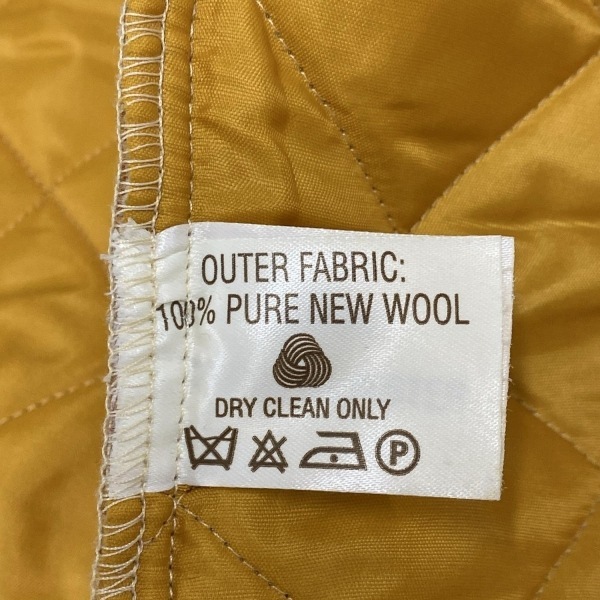 OUTER FABRIC:
100% PURE NEW WOOL
DRY CLEAN ONLY
P